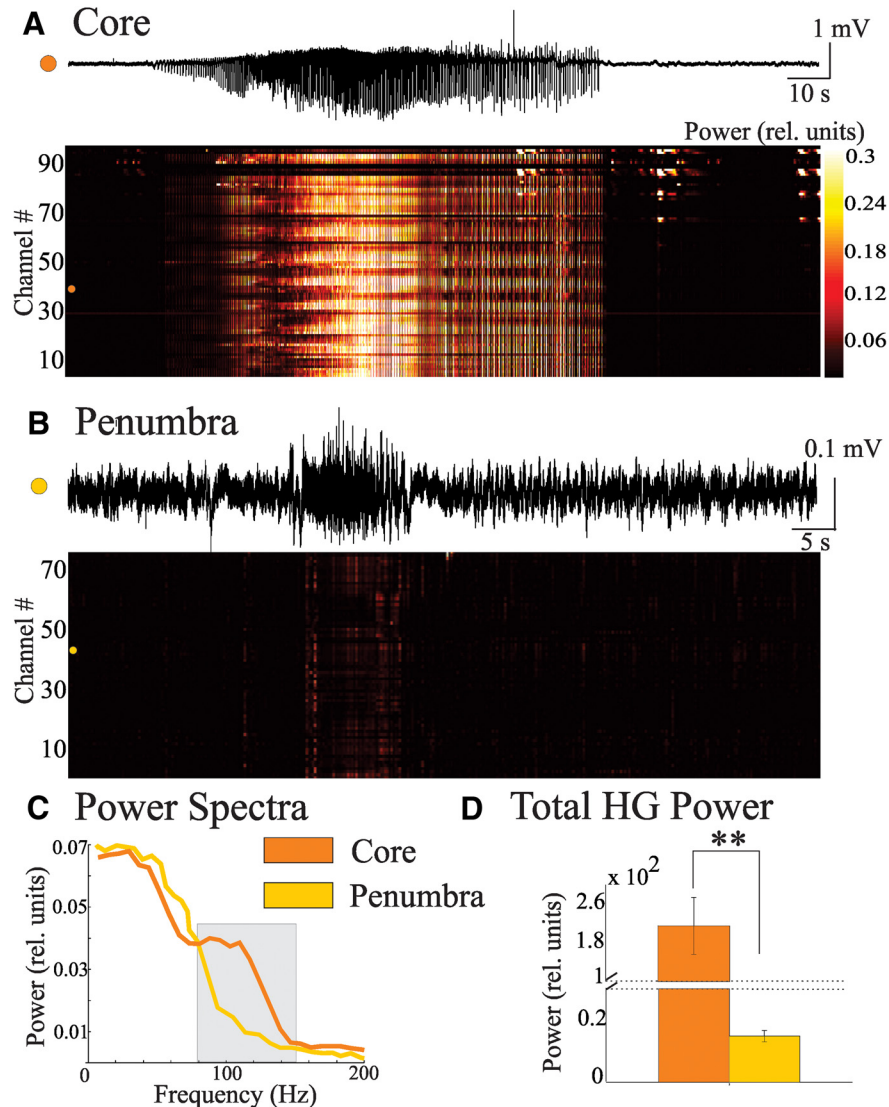 A Core
1 mV
10 s
Power (rel. units)
90
70
50
30
10
Channel #
0.3
0.24
0.18
0.12
0.06
B Penumbra
0.1 mV
5 s
70
50
30
10
Channel #
C Power Spectra
0.07
0.05
0.03
0.01
Power (rel. units)
0
100
200
Frequency (Hz)
Core
Penumbra
D Total HG Power
**
x 10²
2.6
1.8
1
0.2
0
Power (rel. units)